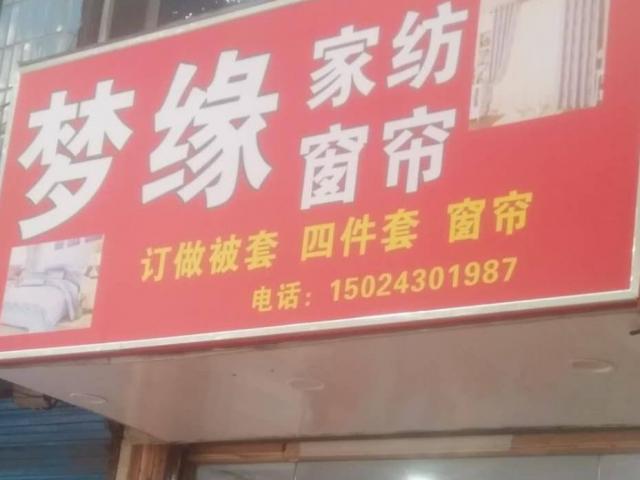 梦缘
家纺
窗帘
订做被套 四件套 窗帘
电话：15024301987